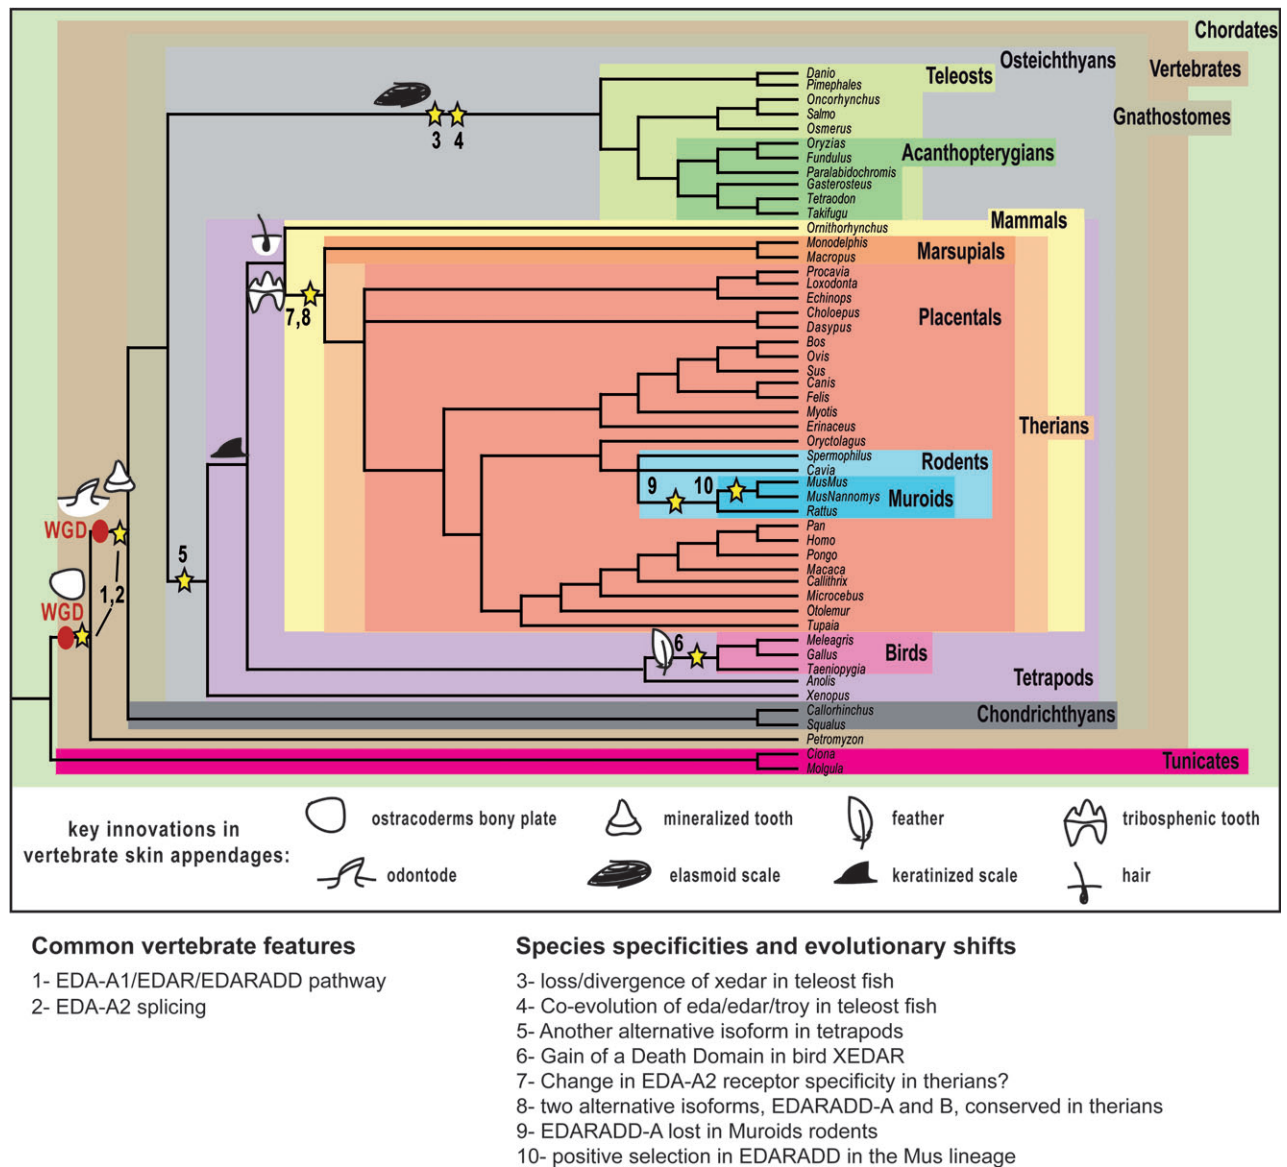 Chordates
Osteichthyans
Vertebrates
Teleosts
Gnathostomes
Danio
Pimephales
Oncorhynchus
Salmo
Osmerus
3 4
Acanthopterygians
Oryzias
Fundulus
Paralabidochromis
Gasterosteus
Tetraodon
Takifugu
Mammals
Ornithorhynchus
Marsupials
Monodelphis
Macropus
7,8
Placentals
Procavia
Loxodonta
Echinops
Choloepus
Dasypus
Bos
Ovis
Sus
Canis
Felis
Myotis
Therians
Erinaceus
Oryctolagus
Rodents
Spermophilus
Cavia
9 10
Muroids
MusMus
MusNannomys
Rattus
WGD
Pan
Homo
Pongo
5
Macaca
Callithrix
1,2
Microcebus
WGD
Otolemur
Tupaia
6
Birds
Meleagris
Gallus
Taeniopygia
Tetrapods
Anolis
Xenopus
Chondrichthyans
Callorhinchus
Squalus
Petromyzon
Tunicates
Ciona
Molgula
key innovations in
vertebrate skin appendages:
ostracoderms bony plate
mineralized tooth
feather
tribosphenic tooth
odontode
elasmoid scale
keratinized scale
hair
Common vertebrate features
1- EDA-A1/EDAR/EDARADD pathway
2- EDA-A2 splicing
Species specificities and evolutionary shifts
3- loss/divergence of xedar in teleost fish
4- Co-evolution of eda/edar/troy in teleost fish
5- Another alternative isoform in tetrapods
6- Gain of a Death Domain in bird XEDAR
7- Change in EDA-A2 receptor specificity in therians?
8- two alternative isoforms, EDARADD-A and B, conserved in therians
9- EDARADD-A lost in Muroids rodents
10- positive selection in EDARADD in the Mus lineage